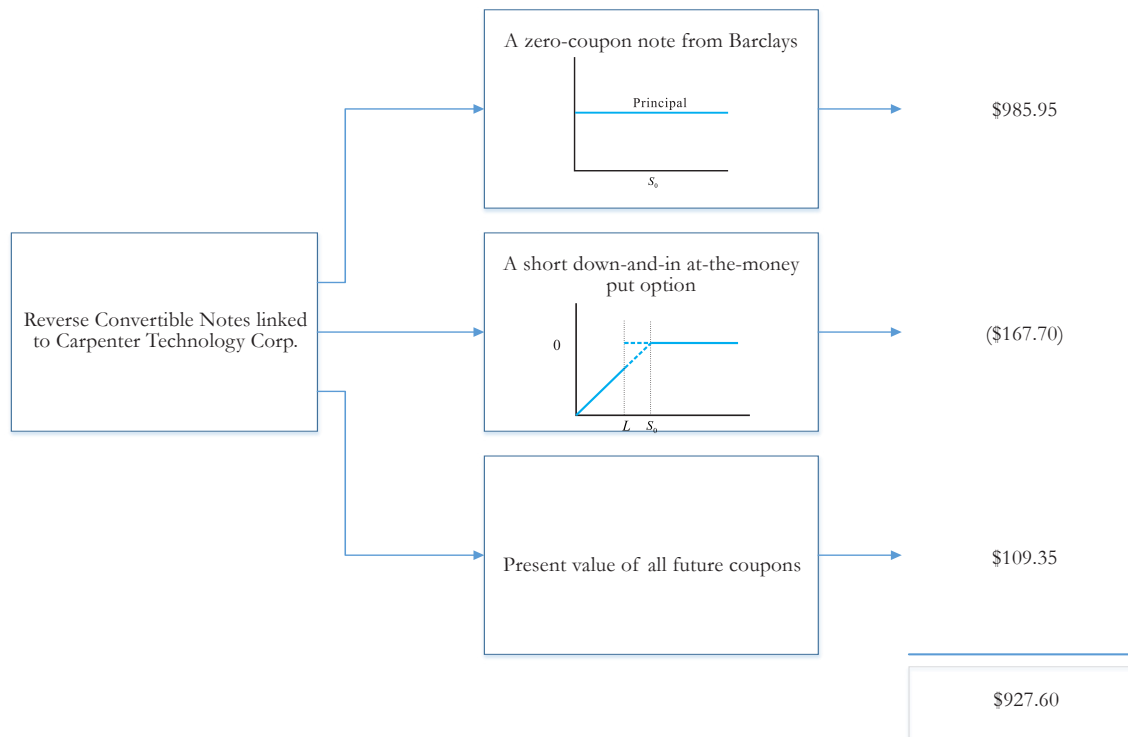 A zero-coupon note from Barclays
Principal
S₀
$985.95
Reverse Convertible Notes linked
to Carpenter Technology Corp.
A short down-and-in at-the-money
put option
0
L S₀
($167.70)
Present value of all future coupons
$109.35
$927.60